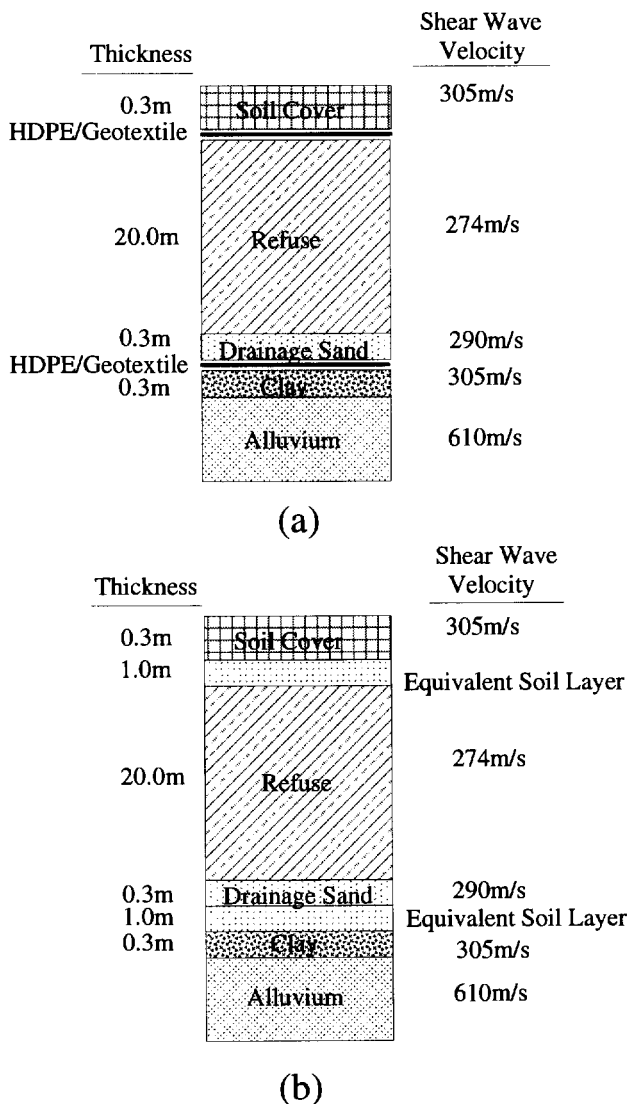 Shear Wave
Velocity
Thickness
0.3m
Soil Cover
305m/s
HDPE/Geotextile
20.0m
Refuse
274m/s
0.3m
Drainage Sand
290m/s
HDPE/Geotextile
0.3m
Clay
305m/s
Alluvium
610m/s
(a)
Shear Wave
Velocity
Thickness
0.3m
Soil Cover
305m/s
1.0m
Equivalent Soil Layer
20.0m
Refuse
274m/s
0.3m
Drainage Sand
290m/s
1.0m
Equivalent Soil Layer
0.3m
Clay
305m/s
Alluvium
610m/s
(b)